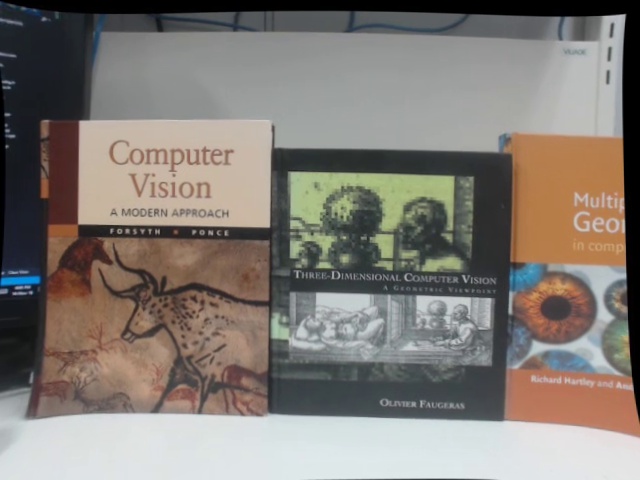 Computer
Vision
A MODERN APPROACH
FORSYTH PONCE
THREE-DIMENSIONAL COMPUTER VISION
A GEOMETRIC VIEWPOINT
OLIVIER FAUGERAS
Multip
Geo
in comp
Richard Hartley and